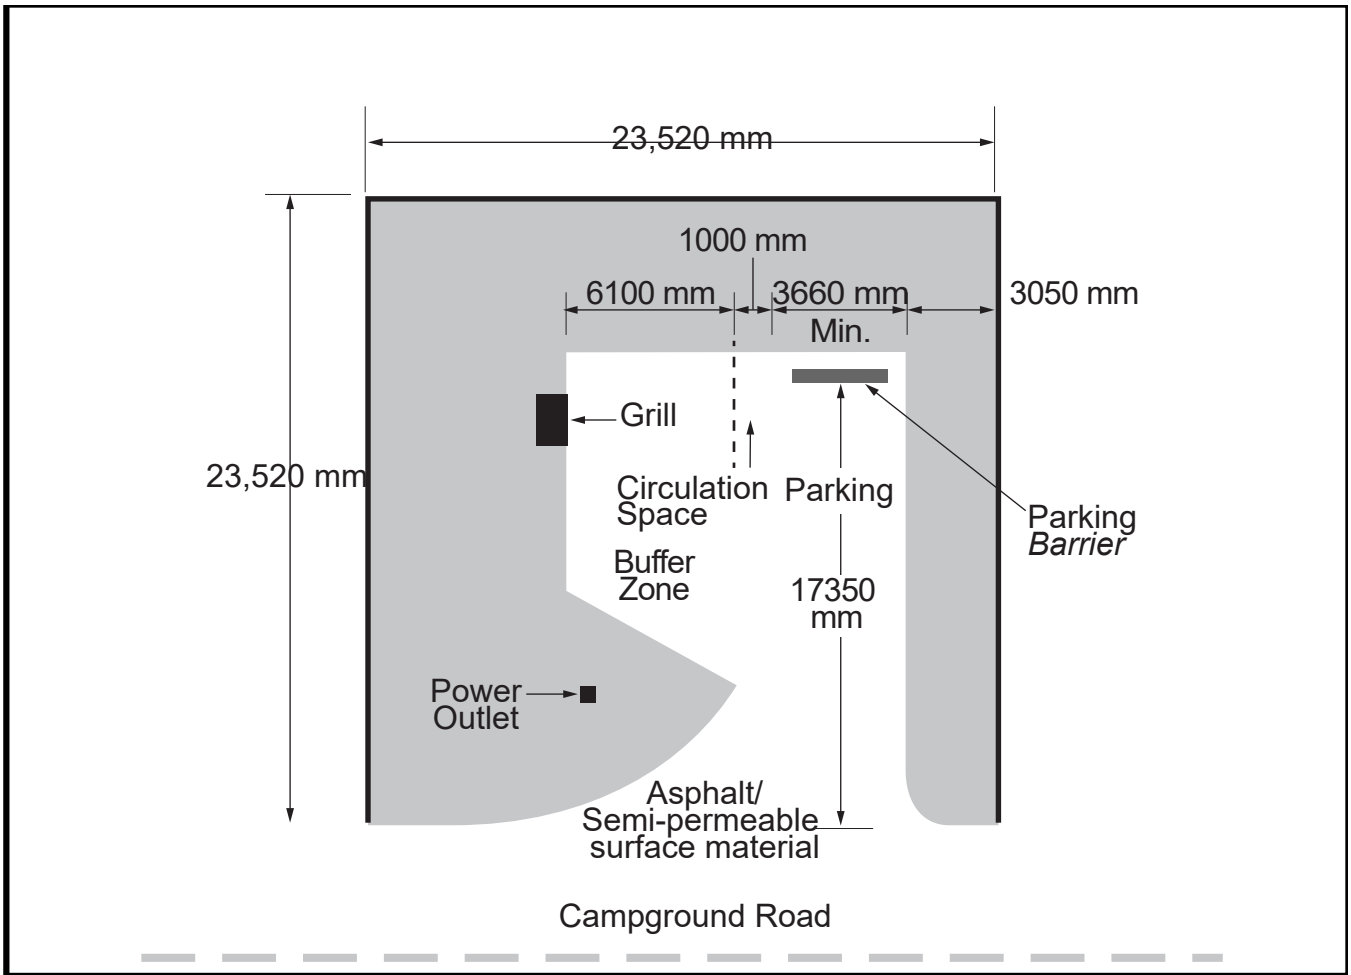 23,520 mm
1000 mm
6100 mm
3660 mm
3050 mm
Min.
Grill
23,520 mm
Circulation
Space
Parking
Parking
Barrier
Buffer
Zone
17350
mm
Power
Outlet
Asphalt/
Semi-permeable
surface material
Campground Road